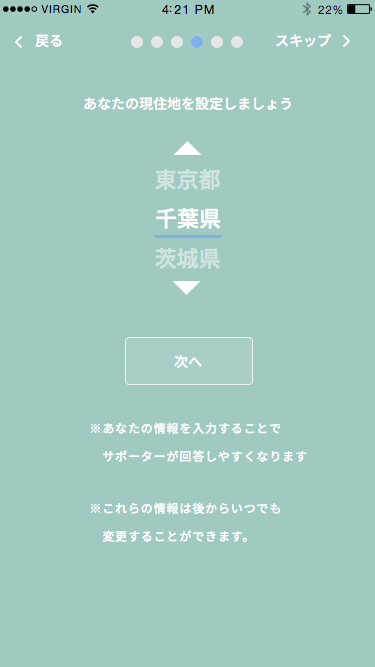 VIRGIN 4:21 PM 22%
戻る スキップ
あなたの現住地を設定しましょう
東京都
千葉県
茨城県
次へ
※あなたの情報を入力することで
サポーターが回答しやすくなります
※これらの情報は後からいつでも
変更することができます。